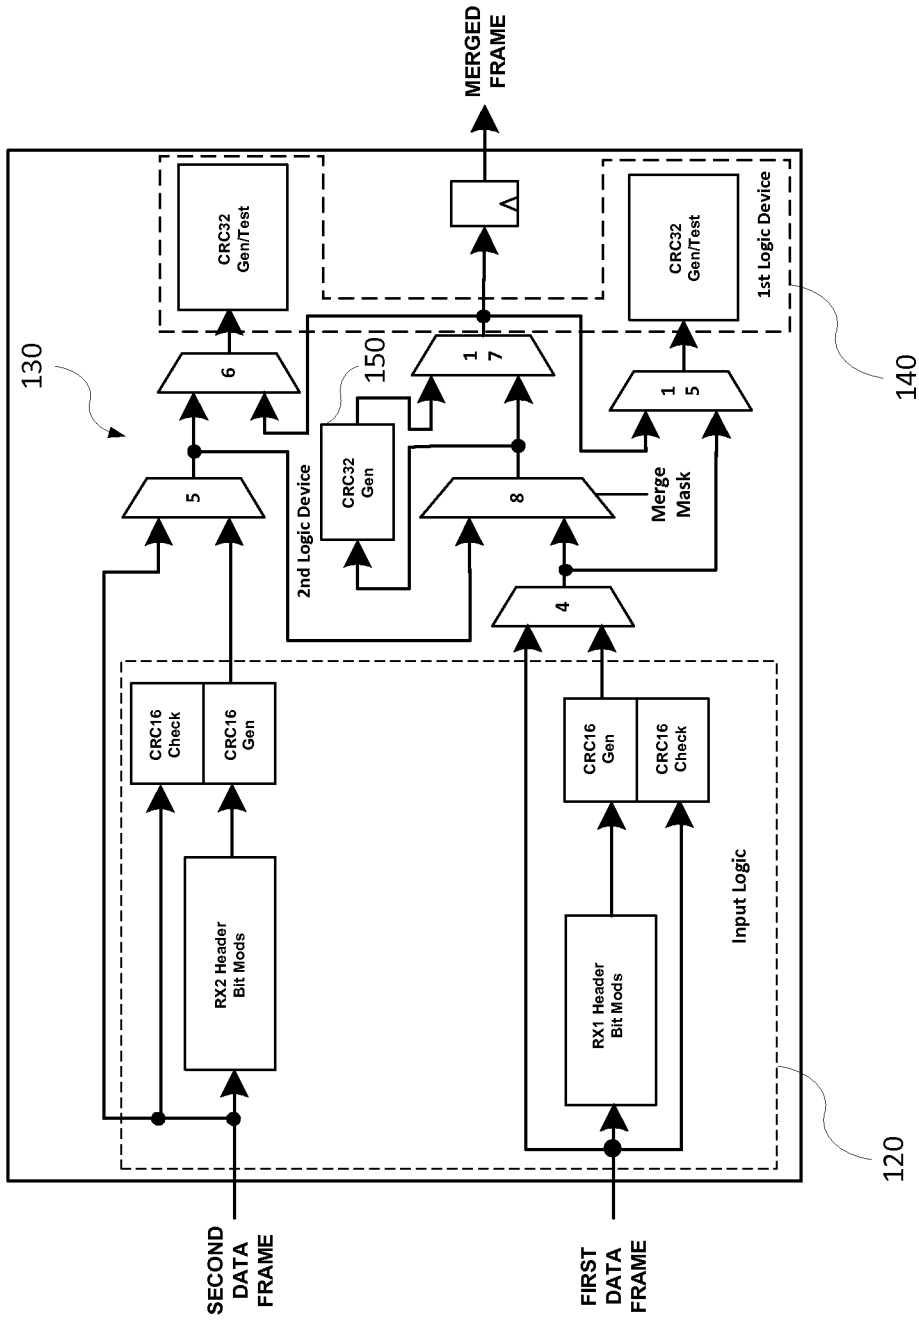 SECOND
DATA
FRAME
FIRST
DATA
FRAME
RX2 Header
Bit Mods
RX1 Header
Bit Mods
CRC16
Check
CRC16
Gen
CRC16
Gen
CRC16
Check
Input Logic
120
130
5
6
2nd Logic Device
CRC32
Gen
150
8
Merge
Mask
4
1
7
1
5
CRC32
Gen/Test
CRC32
Gen/Test
1st Logic Device
140
MERGED
FRAME